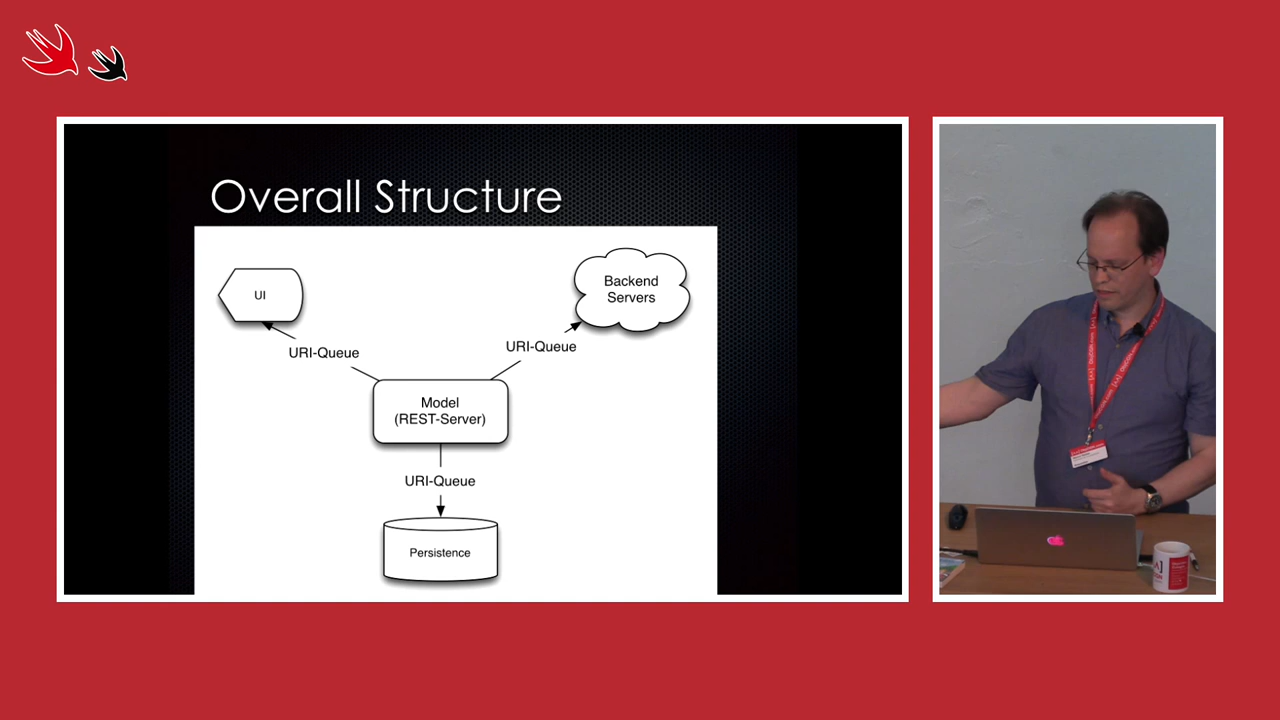 Overall Structure
UI
Backend
Servers
URI-Queue
URI-Queue
Model
(REST-Server)
URI-Queue
Persistence